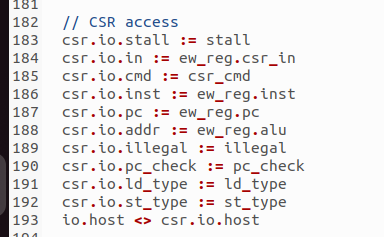 181
182 // CSR access
183 csr.io.stall := stall
184 csr.io.in := ew_reg.csr_in
185 csr.io.cmd := csr_cmd
186 csr.io.inst := ew_reg.inst
187 csr.io.pc := ew_reg.pc
188 csr.io.addr := ew_reg.alu
189 csr.io.illegal := illegal
190 csr.io.pc_check := pc_check
191 csr.io.ld_type := ld_type
192 csr.io.st_type := st_type
193 io.host <> csr.io.host
194